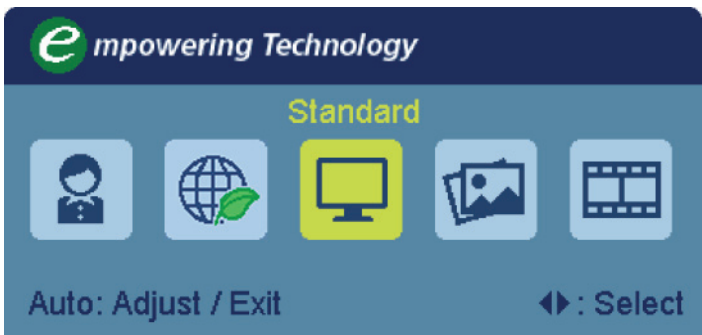 empowering Technology
Standard
Auto: Adjust / Exit
◀▶: Select